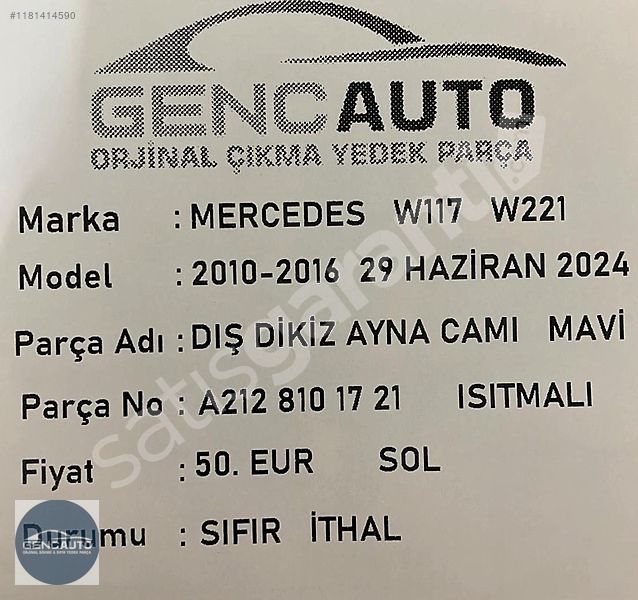 #1181414590
GENCAUTO
ORJİNAL ÇIKMA YEDEK PARÇA
Marka : MERCEDES W117 W221
Model : 2010-2016 29 HAZİRAN 2024
Parça Adı : DIŞ DİKİZ AYNA CAMI MAVİ
Parça No : A212 810 17 21 ISITMALI
Fiyat : 50. EUR SOL
Durumu : SIFIR İTHAL
satisgaranti
GENCAUTO